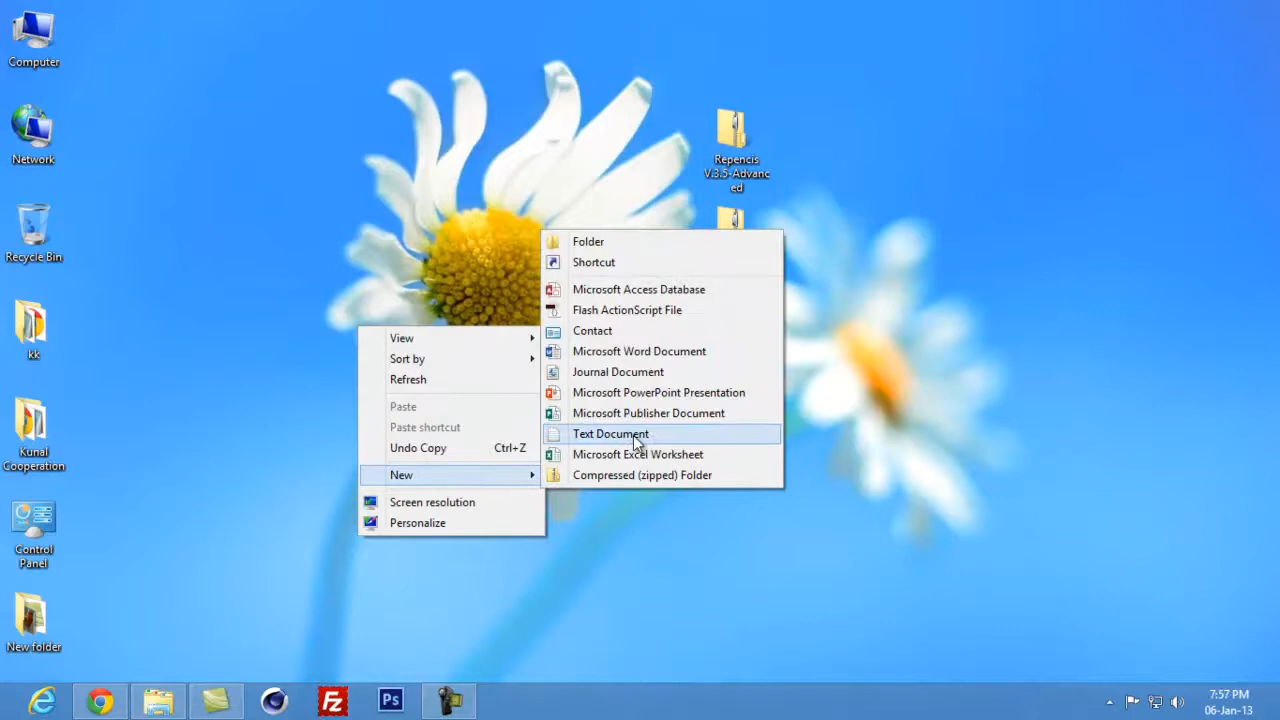 Computer
Network
Recycle Bin
kk
Kunal
Cooperation
Control
Panel
New folder
Repencis
V.3.5-Advanc
ed
View
Sort by
Refresh
Paste
Paste shortcut
Undo Copy Ctrl+Z
New
Screen resolution
Personalize
Folder
Shortcut
Microsoft Access Database
Flash ActionScript File
Contact
Microsoft Word Document
Journal Document
Microsoft PowerPoint Presentation
Microsoft Publisher Document
Text Document
Microsoft Excel Worksheet
Compressed (zipped) Folder
Fz
Ps
7:57 PM
06-Jan-13